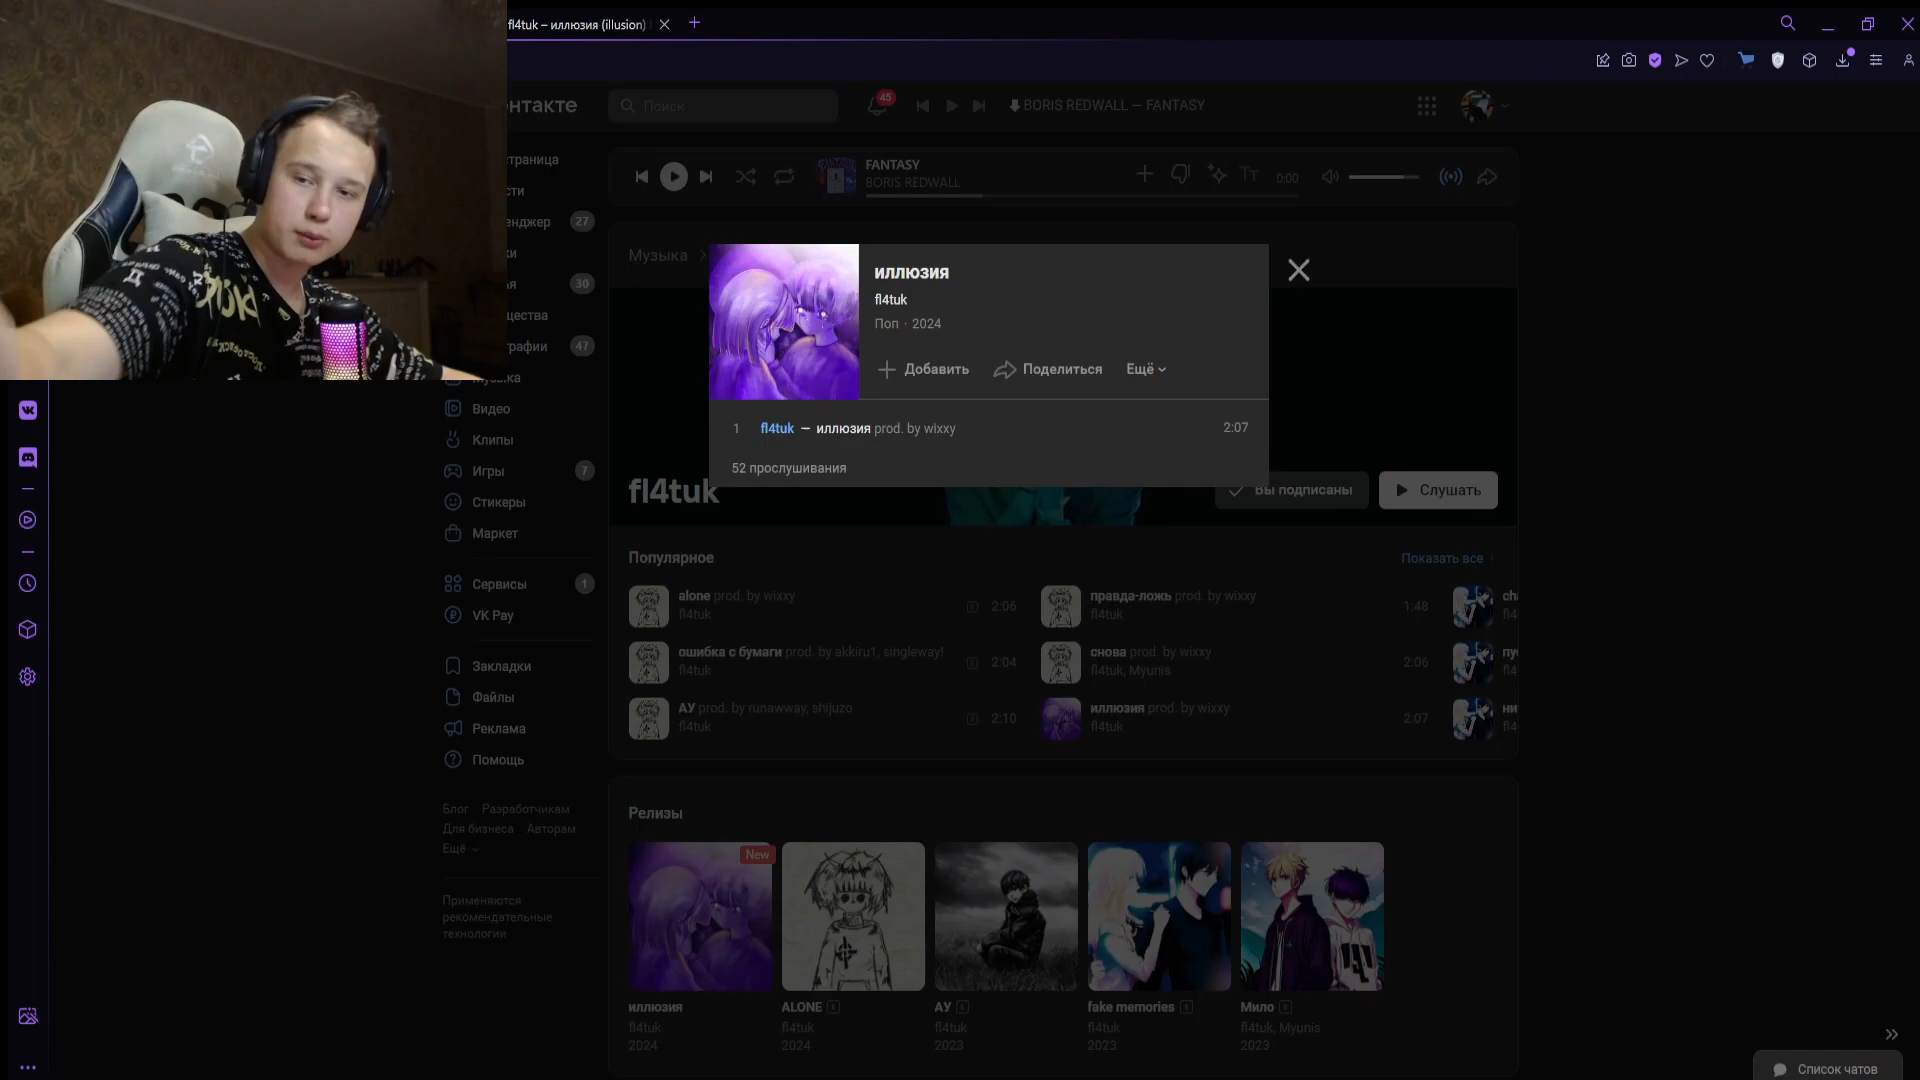 fl4tuk – иллюзия (illusion)
онтакте
Поиск
45
BORIS REDWALL — FANTASY
FANTASY
BORIS REDWALL
Tт
0:00
27
30
47
Видео
Клипы
Игры
7
Стикеры
Маркет
Сервисы
1
VK Pay
Закладки
Файлы
Реклама
Помощь
Блог Разработчикам
Для бизнеса Авторам
Ещё
Применяются
рекомендательные
технологии
Музыка
иллюзия
fl4tuk
Поп · 2024
Добавить
Поделиться
Ещё
1 fl4tuk — иллюзия prod. by wixxy 2:07
52 прослушивания
fl4tuk
Вы подписаны
Слушать
Популярное
Показать все
alone prod. by wixxy
fl4tuk
E 2:06
правда-ложь prod. by wixxy
fl4tuk
1:48
ошибка с бумаги prod. by akkiru1, singleway!
fl4tuk
E 2:04
снова prod. by wixxy
fl4tuk, Myunis
2:06
АУ prod. by runawway, shijuzo
fl4tuk
E 2:10
иллюзия prod. by wixxy
fl4tuk
2:07
Релизы
New
иллюзия
fl4tuk
2024
ALONE E
fl4tuk
2024
АУ E
fl4tuk
2023
fake memories E
fl4tuk
2023
Мило E
fl4tuk, Myunis
2023
Список чатов